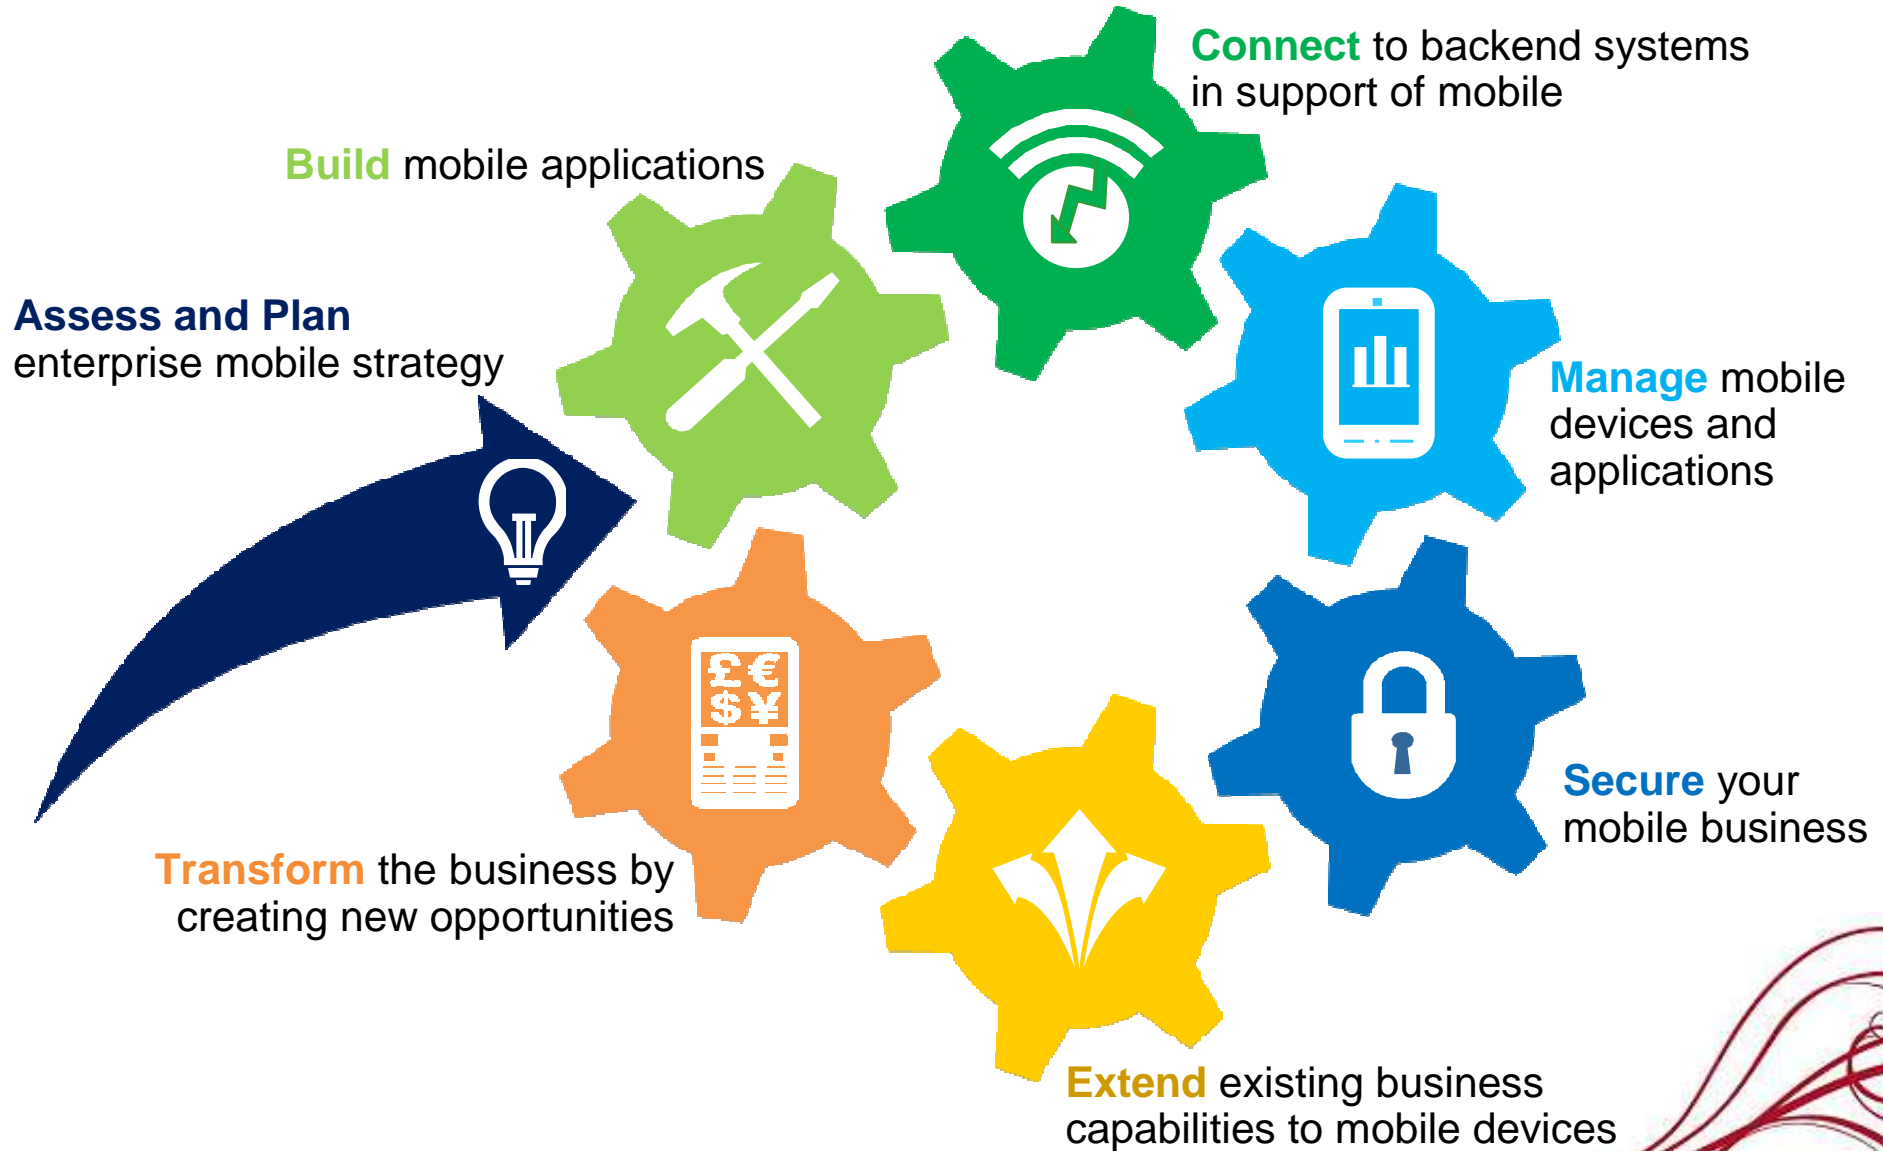 Connect to backend systems
in support of mobile
Build mobile applications
Assess and Plan
enterprise mobile strategy
Manage mobile
devices and
applications
£€
$¥
Secure your
mobile business
Transform the business by
creating new opportunities
Extend existing business
capabilities to mobile devices